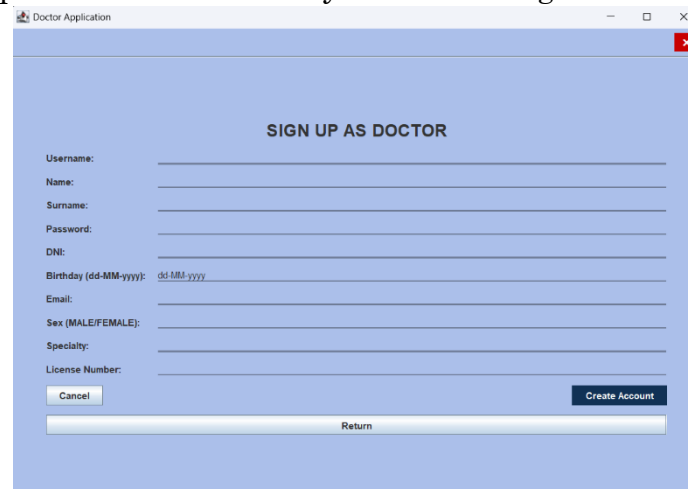 Doctor Application
SIGN UP AS DOCTOR
Username:
Name:
Surname:
Password:
DNI:
Birthday (dd-MM-yyyy): dd-MM-yyyy
Email:
Sex (MALE/FEMALE):
Specialty:
License Number:
Cancel Create Account
Return